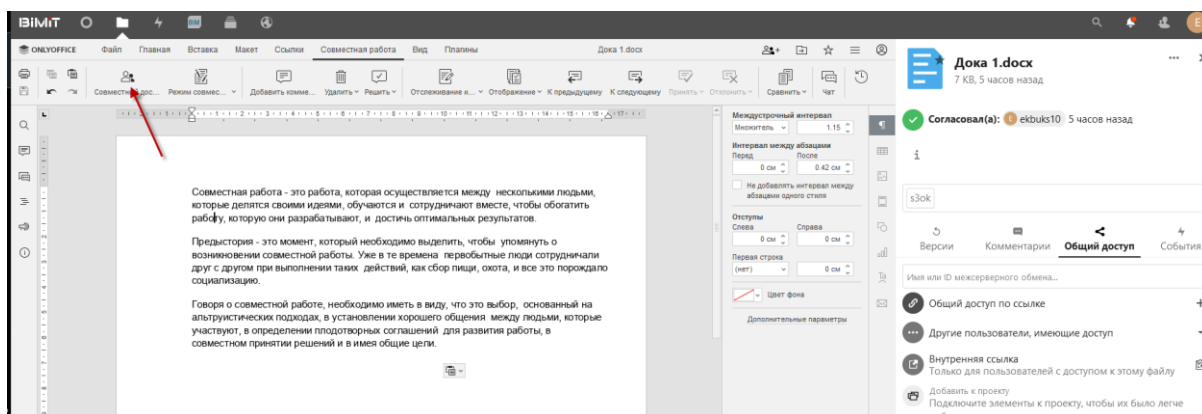 BiMiT BIM E
ONLYOFFICE Файл Главная Вставка Макет Ссылки Совместная работа Вид Плагины Дока 1.docx
Совместный дос... Режим совмес... Добавить комме... Удалить Решить Отслеживание и... Отображение К предыдущему К следующему Принять Отклонить Сравнить Чат
Совместная работа - это работа, которая осуществляется между несколькими людьми,
которые делятся своими идеями, обучаются и сотрудничают вместе, чтобы обогатить
работу, которую они разрабатывают, и достичь оптимальных результатов.
Предыстория - это момент, который необходимо выделить, чтобы упомянуть о
возникновении совместной работы. Уже в те времена первобытные люди сотрудничали
друг с другом при выполнении таких действий, как сбор пищи, охота, и все это порождало
социализацию.
Говоря о совместной работе, необходимо иметь в виду, что это выбор, основанный на
альтруистических подходах, в установлении хорошего общения между людьми, которые
участвуют, в определении плодотворных соглашений для развития работы, в
совместном принятии решений и в имея общие цели.
Междустрочный интервал
Множитель 1.15
Интервал между абзацами
Перед После
0 см 0.42 см
Не добавлять интервал между
абзацами одного стиля
Отступы
Слева Справа
0 см 0 см
Первая строка
(нет) 0 см
Цвет фона
Дополнительные параметры
Дока 1.docx
7 КВ, 5 часов назад
Согласовал(а): E ekbuks10 5 часов назад
s3ok
Версии Комментарии Общий доступ События
Имя или ID межсерверного обмена...
Общий доступ по ссылке
Другие пользователи, имеющие доступ
Внутренняя ссылка
Только для пользователей с доступом к этому файлу
Добавить к проекту
Подключите элементы к проекту, чтобы их было легче